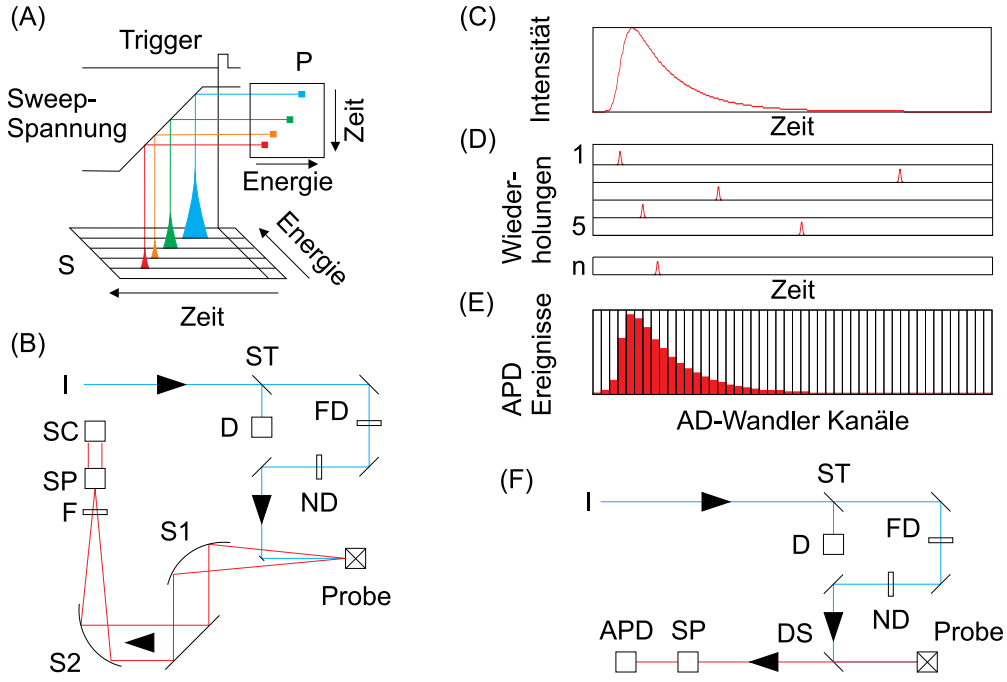 (A)
Trigger
P
Sweep-
Spannung
Zeit
Energie
Energie
S
Zeit
(B)
ST
I
FD
SC
D
SP
ND
F
S1
Probe
S2
(C)
Intensität
Zeit
(D)
1
Wieder-
holungen
5
n
Zeit
(E)
APD
Ereignisse
AD-Wandler Kanäle
(F)
ST
I
D
FD
ND
APD
SP
DS
Probe